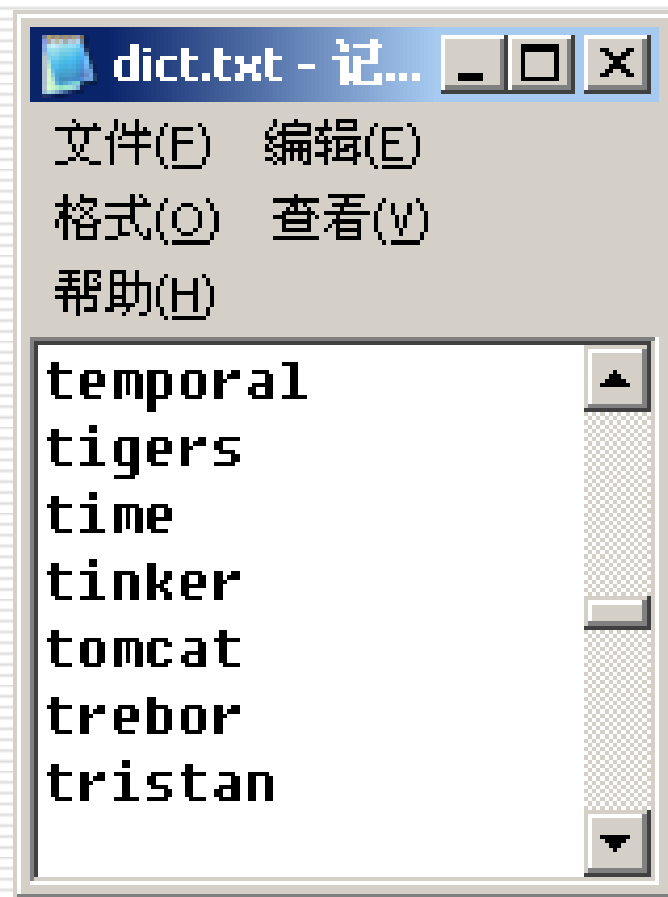 dict.txt - 记...
文件(F) 编辑(E)
格式(O) 查看(V)
帮助(H)
temporal
tigers
time
tinker
tomcat
trebor
tristan